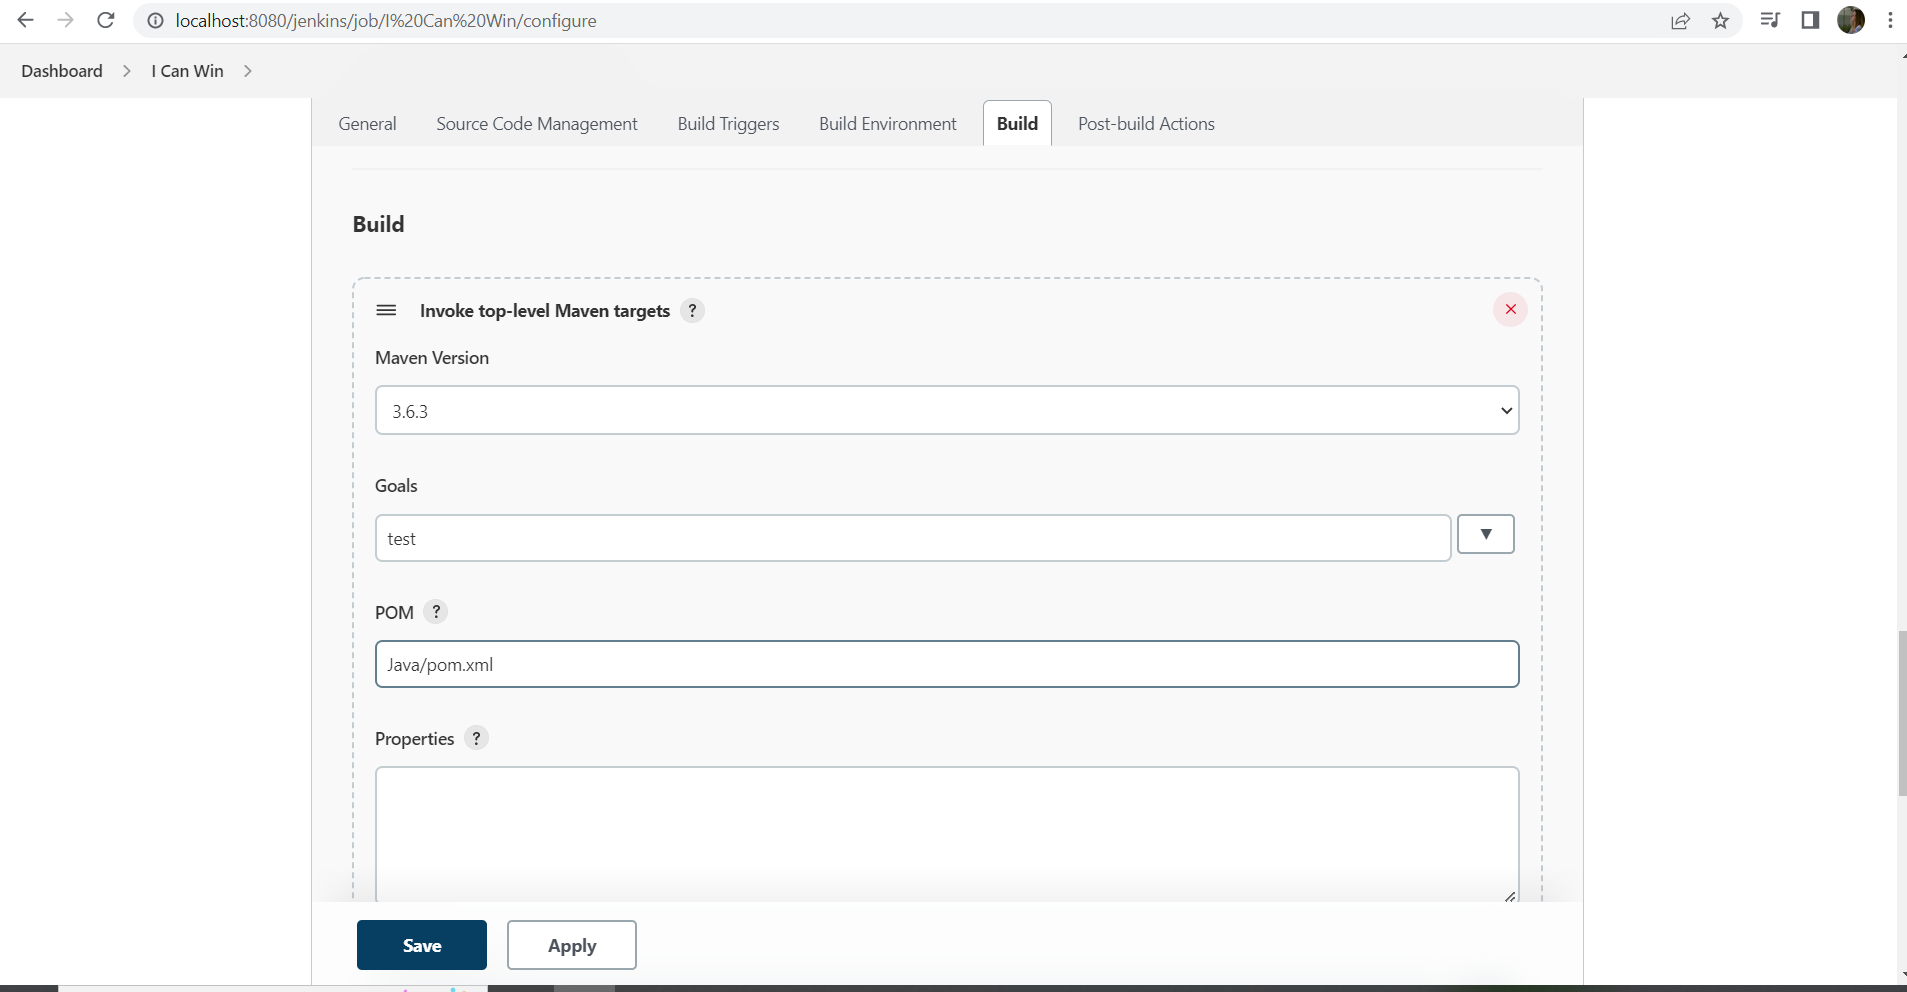 localhost:8080/jenkins/job/I%20Can%20Win/configure
Dashboard I Can Win
General Source Code Management Build Triggers Build Environment Build Post-build Actions
Build
Invoke top-level Maven targets ?
Maven Version
3.6.3
Goals
test
POM ?
Java/pom.xml
Properties ?
Save Apply